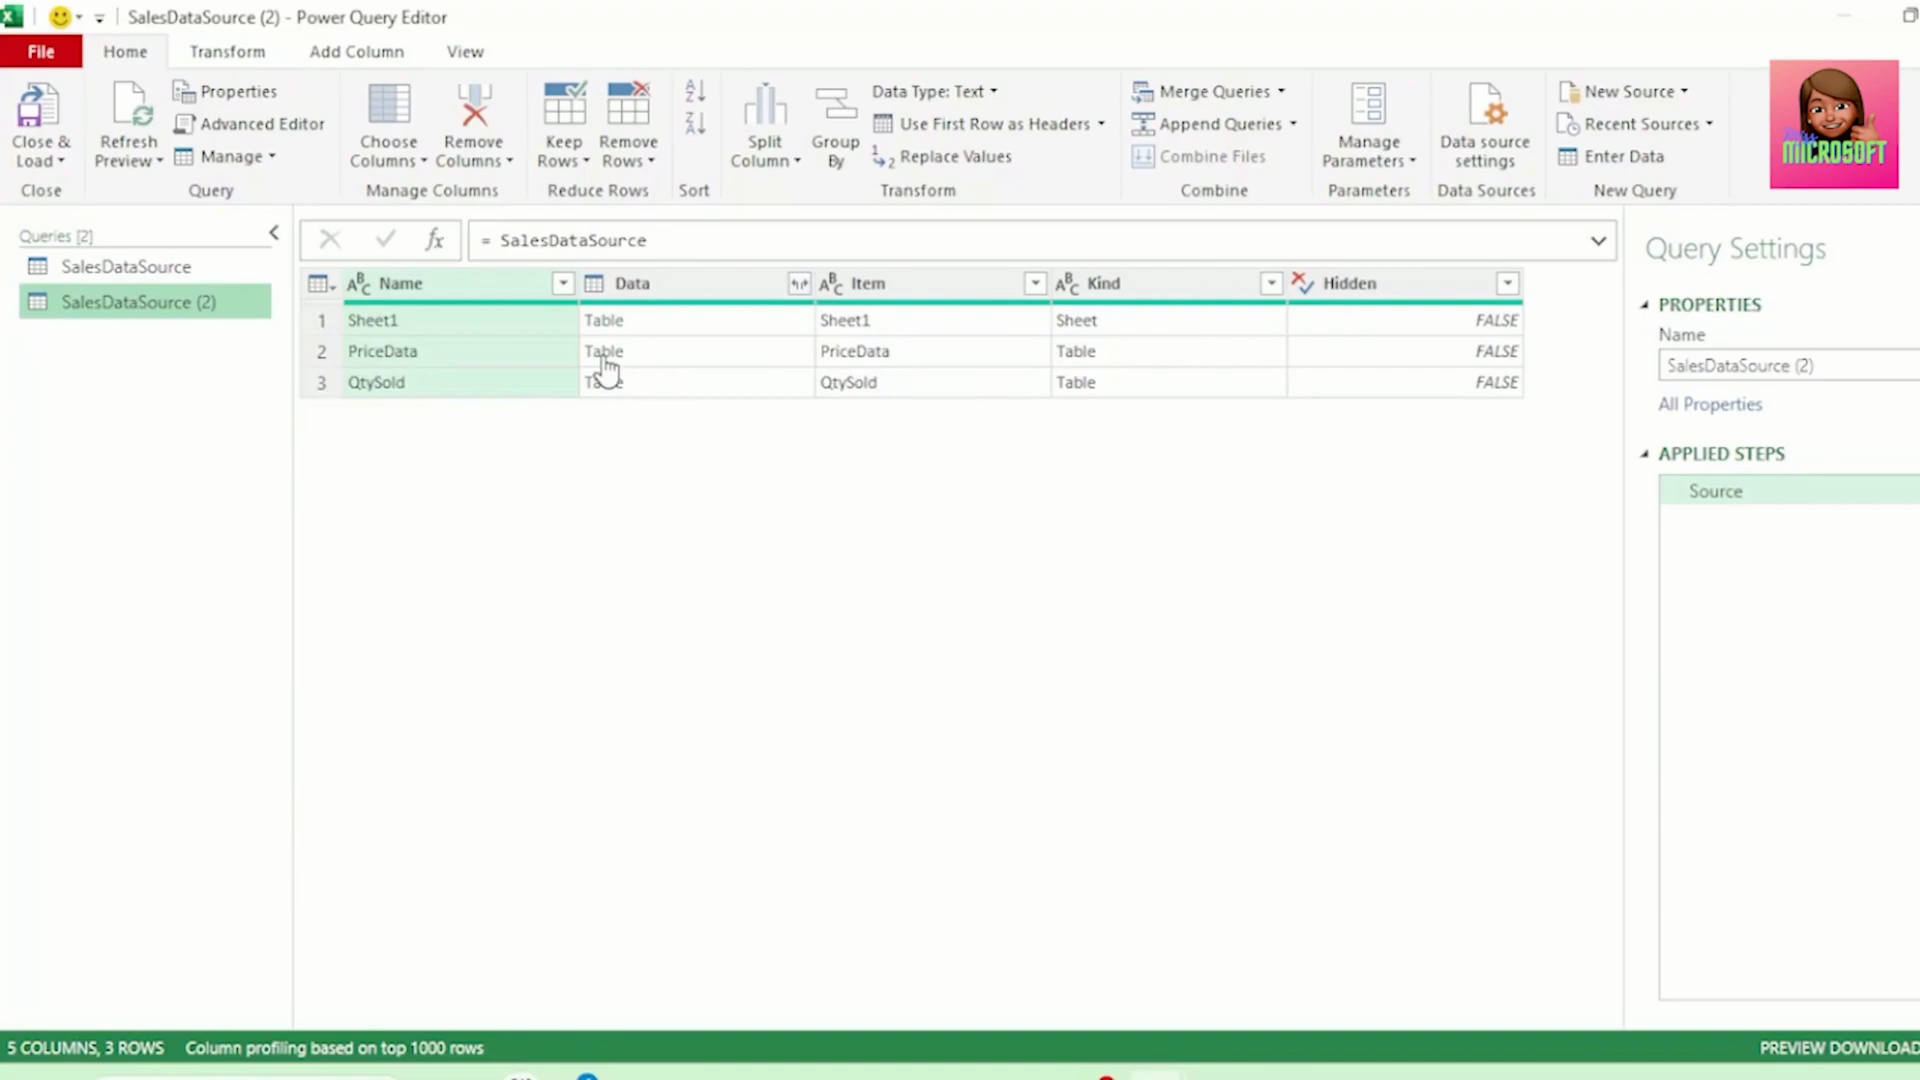 SalesDataSource (2) - Power Query Editor
File
Home
Transform
Add Column
View
Close &
Load
Close
Refresh
Preview
Properties
Advanced Editor
Manage
Query
Choose
Columns
Remove
Columns
Manage Columns
Keep
Rows
Remove
Rows
Reduce Rows
Sort
Split
Column
Group
By
Data Type: Text
Use First Row as Headers
Replace Values
Transform
Merge Queries
Append Queries
Combine Files
Combine
Manage
Parameters
Parameters
Data source
settings
Data Sources
New Source
Recent Sources
Enter Data
New Query
MiCROSOFT
Queries [2]
SalesDataSource
SalesDataSource (2)
fx
= SalesDataSource
Name Data Item Kind Hidden
1 Sheet1 Table Sheet1 Sheet FALSE
2 PriceData Table PriceData Table FALSE
3 QtySold Table QtySold Table FALSE
Query Settings
PROPERTIES
Name
SalesDataSource (2)
All Properties
APPLIED STEPS
Source
5 COLUMNS, 3 ROWS
Column profiling based on top 1000 rows
PREVIEW DOWNLOAD